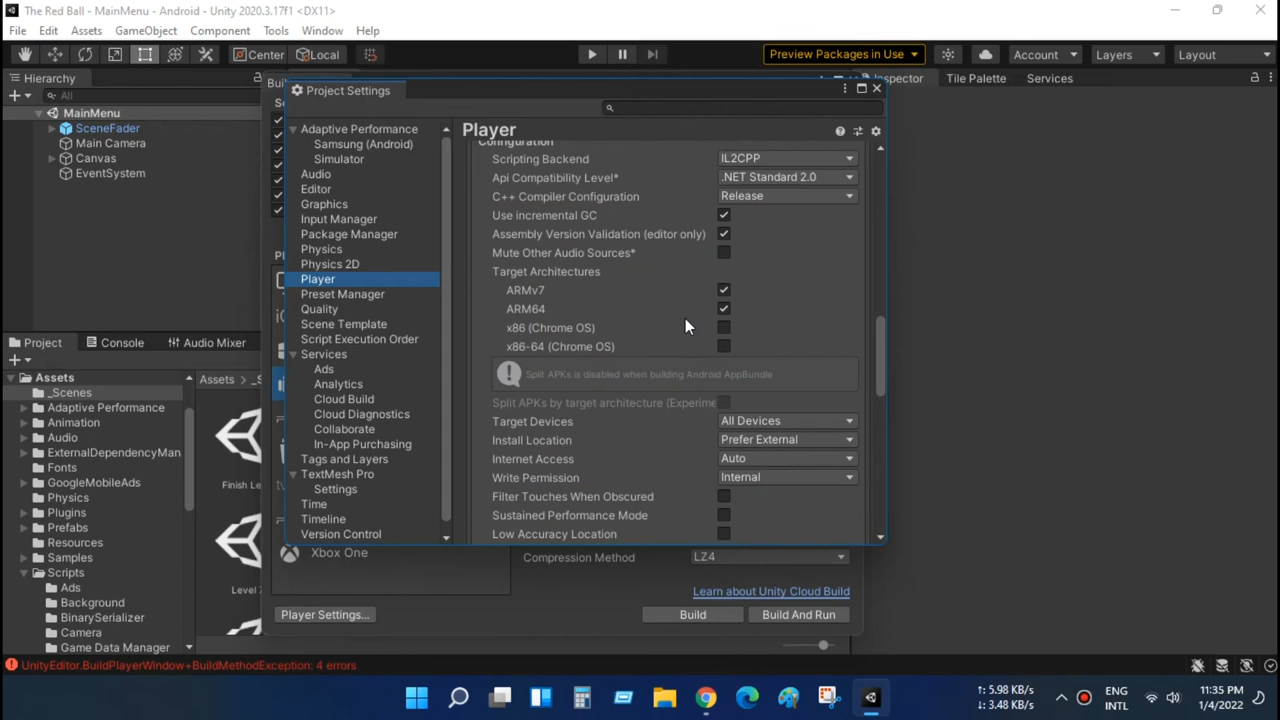 The Red Ball - MainMenu - Android - Unity 2020.3.17f1 <DX11>
File Edit Assets GameObject Component Tools Window Help
Center Local Preview Packages in Use Account Layers Layout
Hierarchy Inspector Tile Palette Services
All
MainMenu
SceneFader
Main Camera
Canvas
EventSystem
Project Settings
Adaptive Performance
Samsung (Android)
Simulator
Audio
Editor
Graphics
Input Manager
Package Manager
Physics
Physics 2D
Player
Preset Manager
Quality
Scene Template
Script Execution Order
Services
Ads
Analytics
Cloud Build
Cloud Diagnostics
Collaborate
In-App Purchasing
Tags and Layers
TextMesh Pro
Settings
Time
Timeline
Version Control
Player
Configuration
Scripting Backend IL2CPP
Api Compatibility Level* .NET Standard 2.0
C++ Compiler Configuration Release
Use incremental GC
Assembly Version Validation (editor only)
Mute Other Audio Sources*
Target Architectures
ARMv7
ARM64
x86 (Chrome OS)
x86-64 (Chrome OS)
Split APKs is disabled when building Android AppBundle
Split APKs by target architecture (Experime
Target Devices All Devices
Install Location Prefer External
Internet Access Auto
Write Permission Internal
Filter Touches When Obscured
Sustained Performance Mode
Low Accuracy Location
Project Console Audio Mixer
Assets
_Scenes
Adaptive Performance
Animation
Audio
ExternalDependencyMan
Fonts
GoogleMobileAds
Physics
Plugins
Prefabs
Resources
Samples
Scripts
Ads
Background
BinarySerializer
Camera
Game Data Manager
Assets > _S
Finish Le
Level 2
Xbox One
Compression Method LZ4
Learn about Unity Cloud Build
Player Settings... Build Build And Run
UnityEditor.BuildPlayerWindow+BuildMethodException: 4 errors
↑: 5.98 KB/s
↓: 3.48 KB/s
ENG
INTL
11:35 PM
1/4/2022